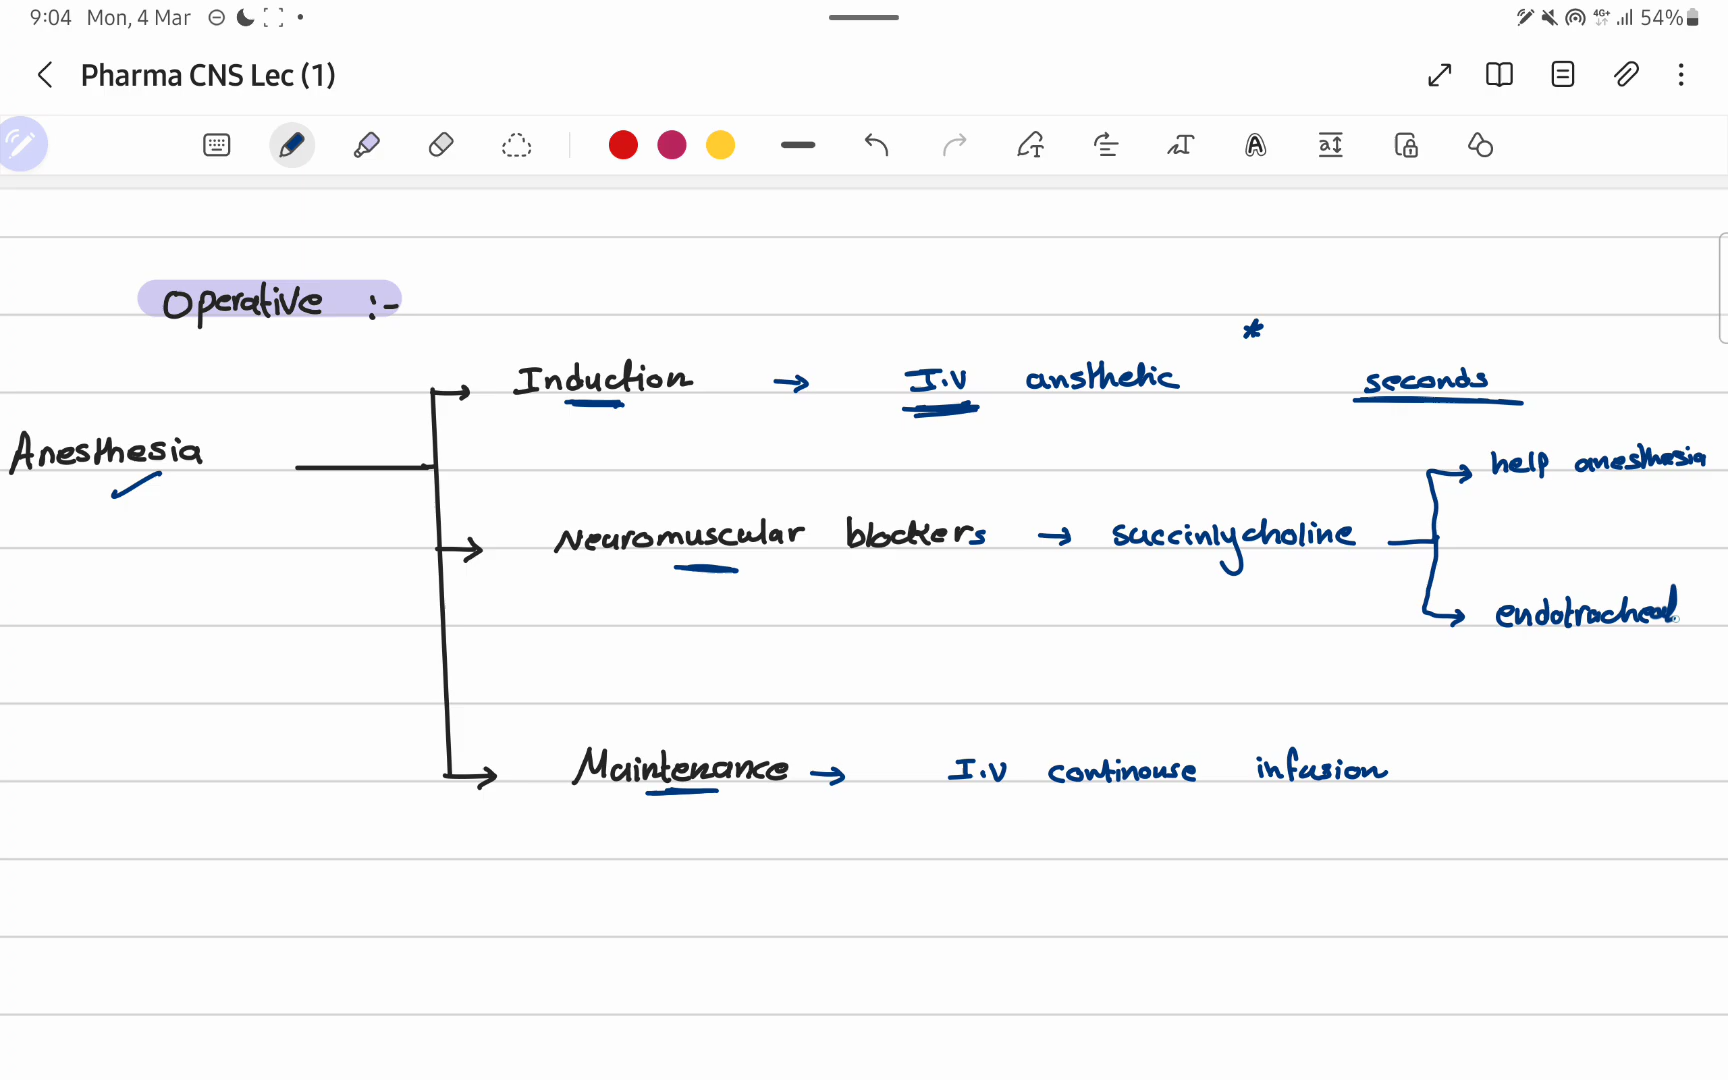 9:04 Mon, 4 Mar 4G+ 54%
Pharma CNS Lec (1)
Operative :-
*
Induction → I.V ansthetic seconds
Anesthesia
help anesthesia
Neuromuscular blockers → succinlycholine
endotracheal
Maintenance → I.V continouse infusion